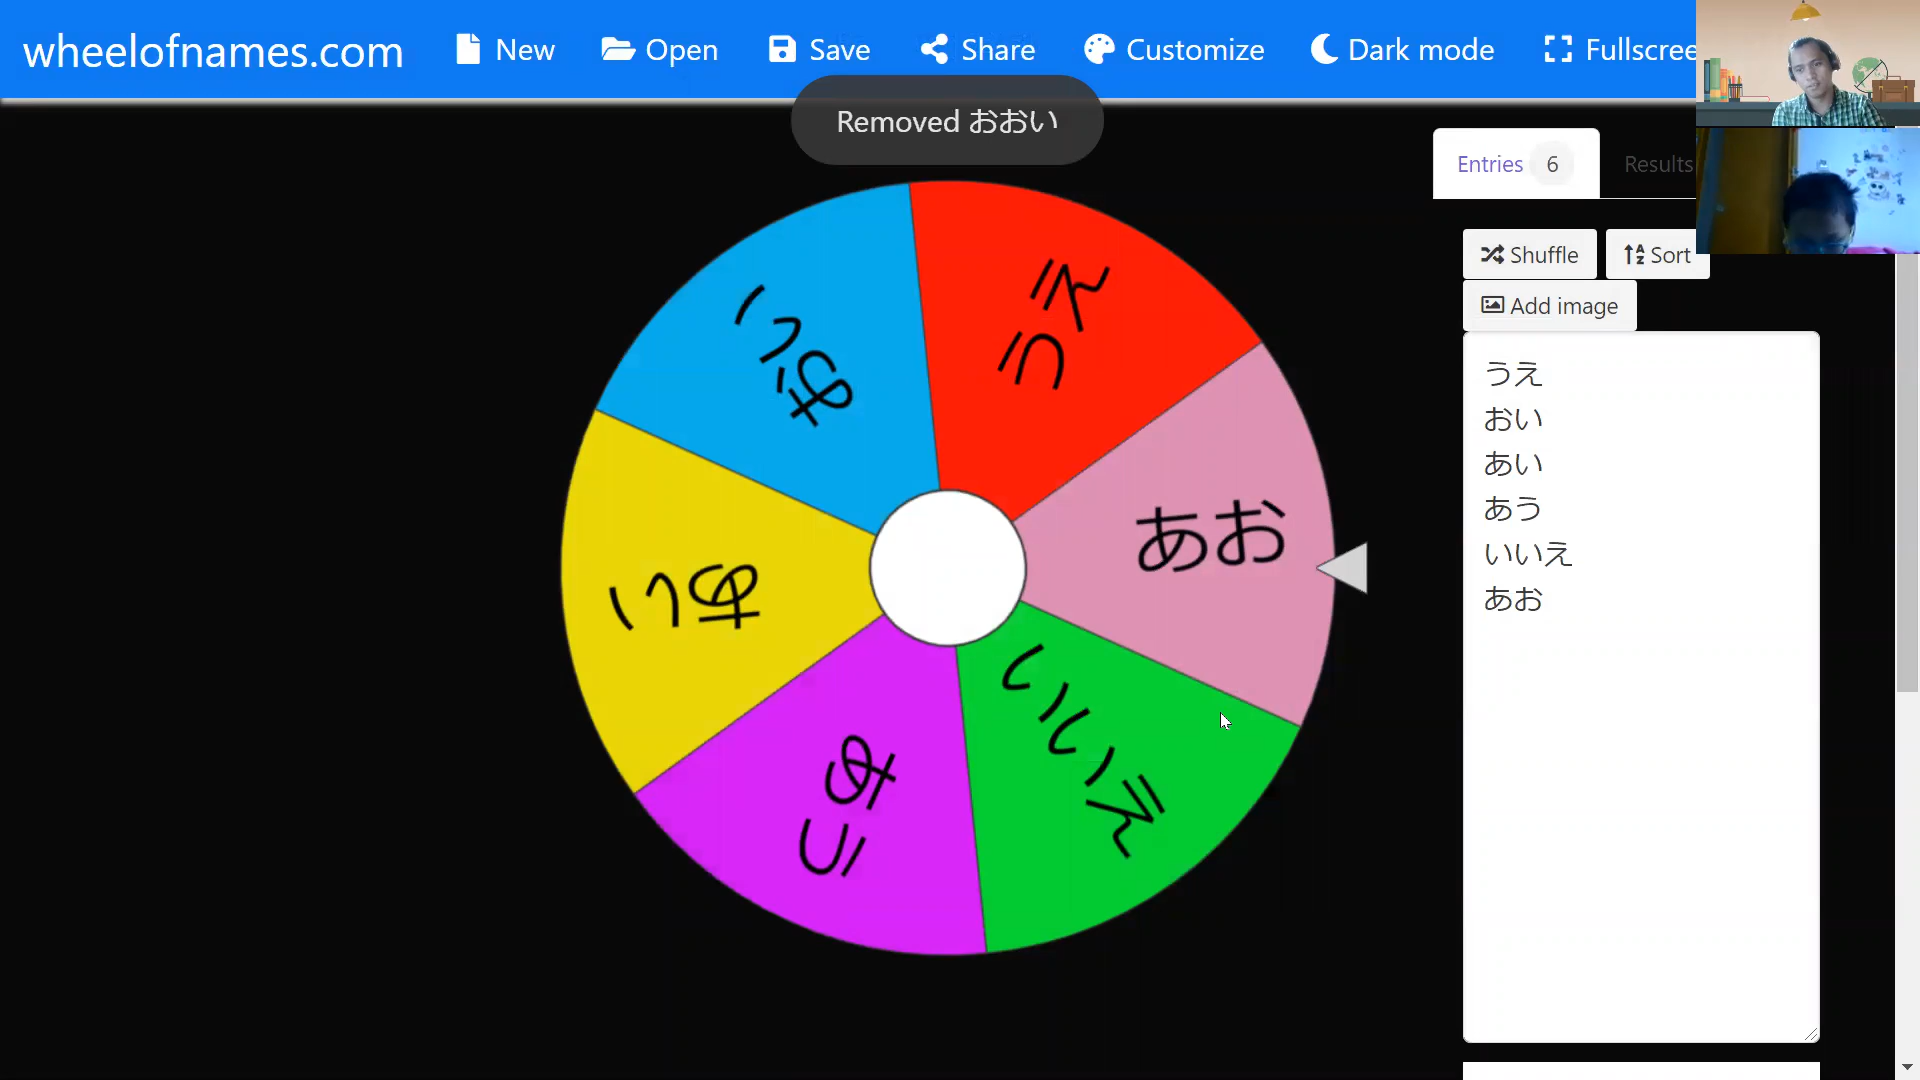 wheelofnames.com New Open Save Share Customize Dark mode Fullscree
Removed おおい
Entries 6 Results
Shuffle Sort
Add image
うえ
おい
あい
あう
いいえ
あお
うえ
あお
いいえ
あう
あい
おい